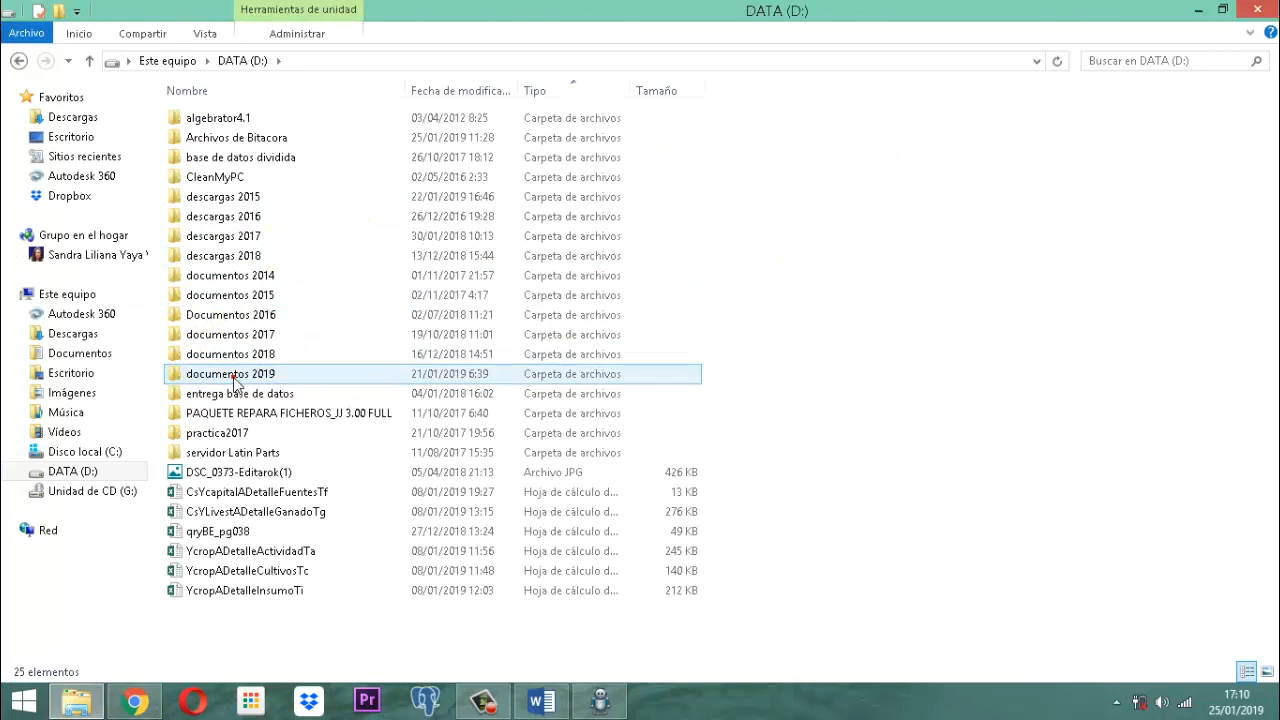 Herramientas de unidad
DATA (D:)
Archivo Inicio Compartir Vista Administrar
Este equipo DATA (D:) Buscar en DATA (D:)
Nombre Fecha de modifica... Tipo Tamaño
Favoritos
Descargas
Escritorio
Sitios recientes
Autodesk 360
Dropbox
Grupo en el hogar
Sandra Liliana Yaya
Este equipo
Autodesk 360
Descargas
Documentos
Escritorio
Imágenes
Música
Vídeos
Disco local (C:)
DATA (D:)
Unidad de CD (G:)
Red
algebrator4.1 03/04/2012 8:25 Carpeta de archivos
Archivos de Bitacora 25/01/2019 11:28 Carpeta de archivos
base de datos dividida 26/10/2017 18:12 Carpeta de archivos
CleanMyPC 02/05/2016 2:33 Carpeta de archivos
descargas 2015 22/01/2019 16:46 Carpeta de archivos
descargas 2016 26/12/2016 19:28 Carpeta de archivos
descargas 2017 30/01/2018 10:13 Carpeta de archivos
descargas 2018 13/12/2018 15:44 Carpeta de archivos
documentos 2014 01/11/2017 21:57 Carpeta de archivos
documentos 2015 02/11/2017 4:17 Carpeta de archivos
Documentos 2016 02/07/2018 11:21 Carpeta de archivos
documentos 2017 19/10/2018 11:01 Carpeta de archivos
documentos 2018 16/12/2018 14:51 Carpeta de archivos
documentos 2019 21/01/2019 6:39 Carpeta de archivos
entrega base de datos 04/01/2018 16:02 Carpeta de archivos
PAQUETE REPARA FICHEROS_JJ 3.00 FULL 11/10/2017 6:40 Carpeta de archivos
practica2017 21/10/2017 19:56 Carpeta de archivos
servidor Latin Parts 11/08/2017 15:35 Carpeta de archivos
DSC_0373-Editarok(1) 05/04/2018 21:13 Archivo JPG 426 KB
CsYcapitalADetalleFuentesTf 08/01/2019 19:27 Hoja de cálculo d... 13 KB
CsYLivestADetalleGanadoTg 08/01/2019 13:15 Hoja de cálculo d... 276 KB
qryBE_pg038 27/12/2018 13:24 Hoja de cálculo d... 49 KB
YcropADetalleActividadTa 08/01/2019 11:56 Hoja de cálculo d... 245 KB
YcropADetalleCultivosTc 08/01/2019 11:48 Hoja de cálculo d... 140 KB
YcropADetalleInsumoTi 08/01/2019 12:03 Hoja de cálculo d... 212 KB
25 elementos
Pr
17:10
25/01/2019